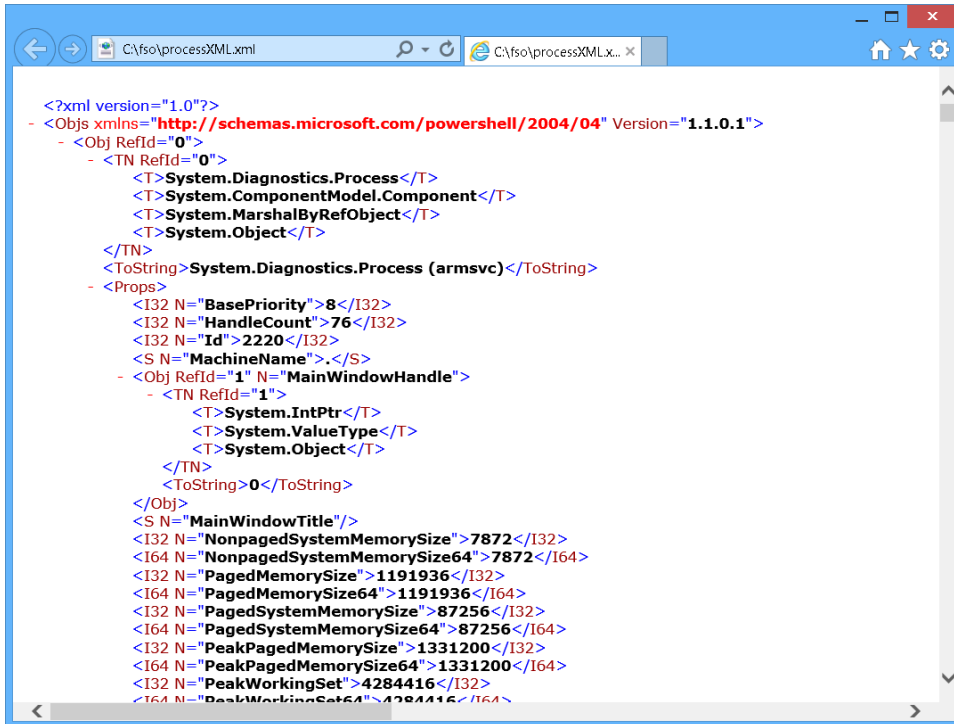 C:\fso\processXML.xml
C:\fso\processXML.x...
<?xml version="1.0"?>
- <Objs xmlns="http://schemas.microsoft.com/powershell/2004/04" Version="1.1.0.1">
- <Obj RefId="0">
- <TN RefId="0">
<T>System.Diagnostics.Process</T>
<T>System.ComponentModel.Component</T>
<T>System.MarshalByRefObject</T>
<T>System.Object</T>
</TN>
<ToString>System.Diagnostics.Process (armsvc)</ToString>
- <Props>
<I32 N="BasePriority">8</I32>
<I32 N="HandleCount">76</I32>
<I32 N="Id">2220</I32>
<S N="MachineName">.</S>
- <Obj RefId="1" N="MainWindowHandle">
- <TN RefId="1">
<T>System.IntPtr</T>
<T>System.ValueType</T>
<T>System.Object</T>
</TN>
<ToString>0</ToString>
</Obj>
<S N="MainWindowTitle"/>
<I32 N="NonpagedSystemMemorySize">7872</I32>
<I64 N="NonpagedSystemMemorySize64">7872</I64>
<I32 N="PagedMemorySize">1191936</I32>
<I64 N="PagedMemorySize64">1191936</I64>
<I32 N="PagedSystemMemorySize">87256</I32>
<I64 N="PagedSystemMemorySize64">87256</I64>
<I32 N="PeakPagedMemorySize">1331200</I32>
<I64 N="PeakPagedMemorySize64">1331200</I64>
<I32 N="PeakWorkingSet">4284416</I32>
<I64 N="PeakWorkingSet64">4284416</I64>